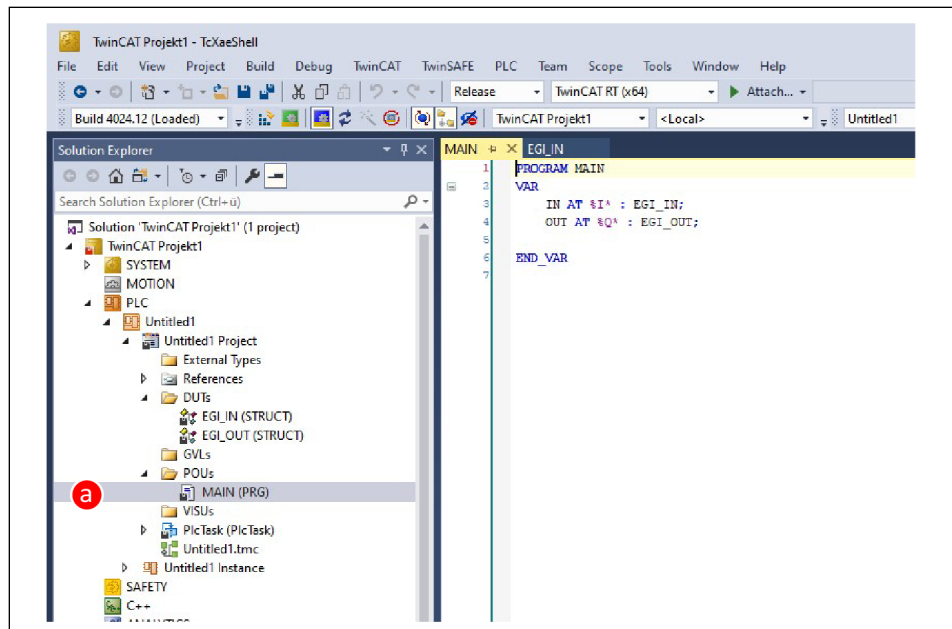 TwinCAT Projekt1 - TcXaeShell
File Edit View Project Build Debug TwinCAT TwinSAFE PLC Team Scope Tools Window Help
Release TwinCAT RT (x64) Attach...
Build 4024.12 (Loaded) TwinCAT Projekt1 <Local> Untitled1
Solution Explorer
Search Solution Explorer (Ctrl+ü)
Solution 'TwinCAT Projekt1' (1 project)
TwinCAT Projekt1
SYSTEM
MOTION
PLC
Untitled1
Untitled1 Project
External Types
References
DUTs
EGI_IN (STRUCT)
EGI_OUT (STRUCT)
GVLs
POUs
a MAIN (PRG)
VISUs
PlcTask (PlcTask)
Untitled1.tmc
Untitled1 Instance
SAFETY
C++
MAIN EGI_IN
1 PROGRAM MAIN
2 VAR
3 IN AT %I* : EGI_IN;
4 OUT AT %Q* : EGI_OUT;
5
6 END_VAR
7